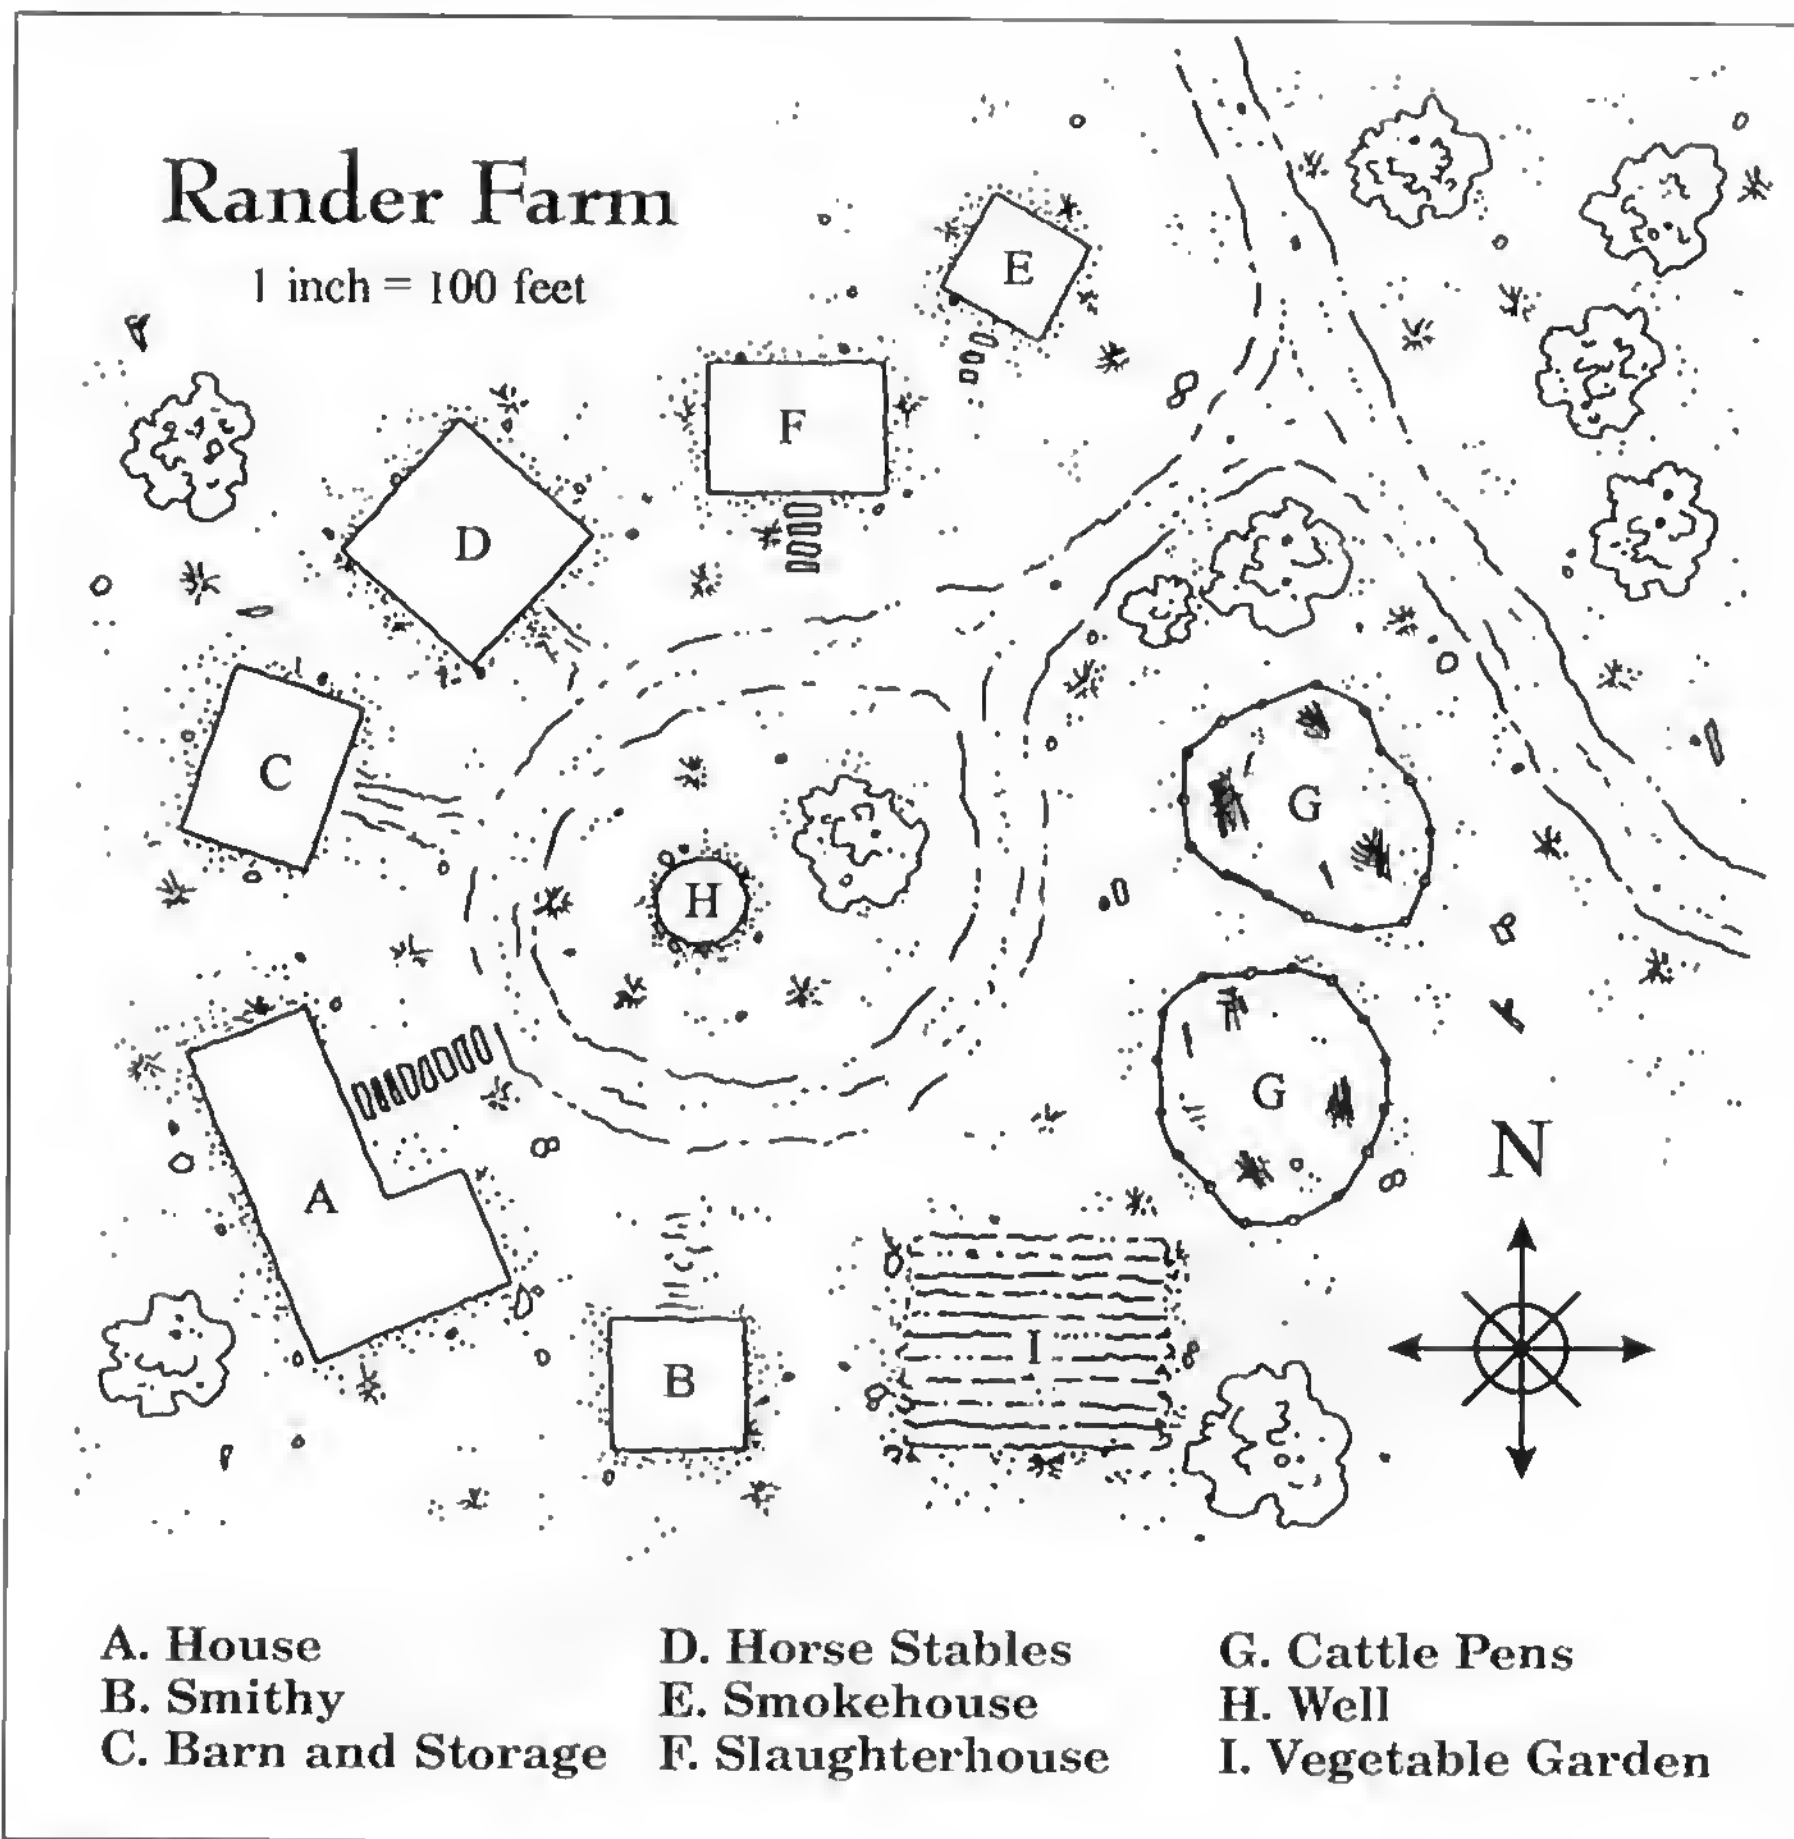 Rander Farm
1 inch = 100 feet
E
F
D
C
G
H
G
N
A
I
B
A. House
B. Smithy
C. Barn and Storage
D. Horse Stables
E. Smokehouse
F. Slaughterhouse
G. Cattle Pens
H. Well
I. Vegetable Garden